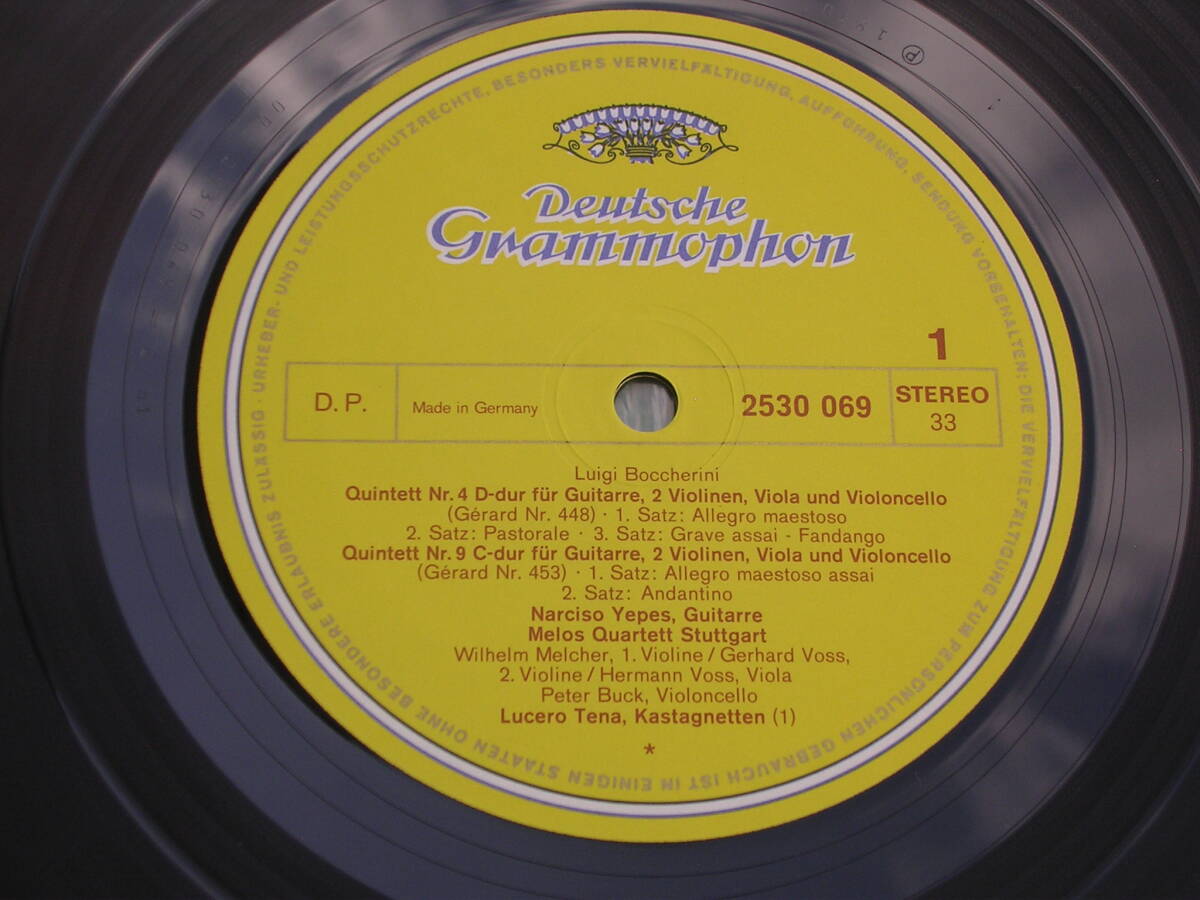 Deutsche
Grammophon
1
D. P.
Made in Germany
2530 069
STEREO
33
Luigi Boccherini
Quintett Nr. 4 D-dur für Guitarre, 2 Violinen, Viola und Violoncello
(Gérard Nr. 448) · 1. Satz: Allegro maestoso
2. Satz: Pastorale · 3. Satz: Grave assai - Fandango
Quintett Nr. 9 C-dur für Guitarre, 2 Violinen, Viola und Violoncello
(Gérard Nr. 453) · 1. Satz: Allegro maestoso assai
2. Satz: Andantino
Narciso Yepes, Guitarre
Melos Quartett Stuttgart
Wilhelm Melcher, 1. Violine / Gerhard Voss,
2. Violine / Hermann Voss, Viola
Peter Buck, Violoncello
Lucero Tena, Kastagnetten (1)
*
URHEBER- UND LEISTUNGSSCHUTZRECHTE, BESONDERS VERVIELFÄLTIGUNG, AUFFÜHRUNG, SENDUNG VORBEHALTEN: DIE VERVIELFÄLTIGUNG ZUM PERSÖNLICHEN GEBRAUCH IST IN EINIGEN STAATEN OHNE BESONDERE ERLAUBNIS ZULÄSSIG ·